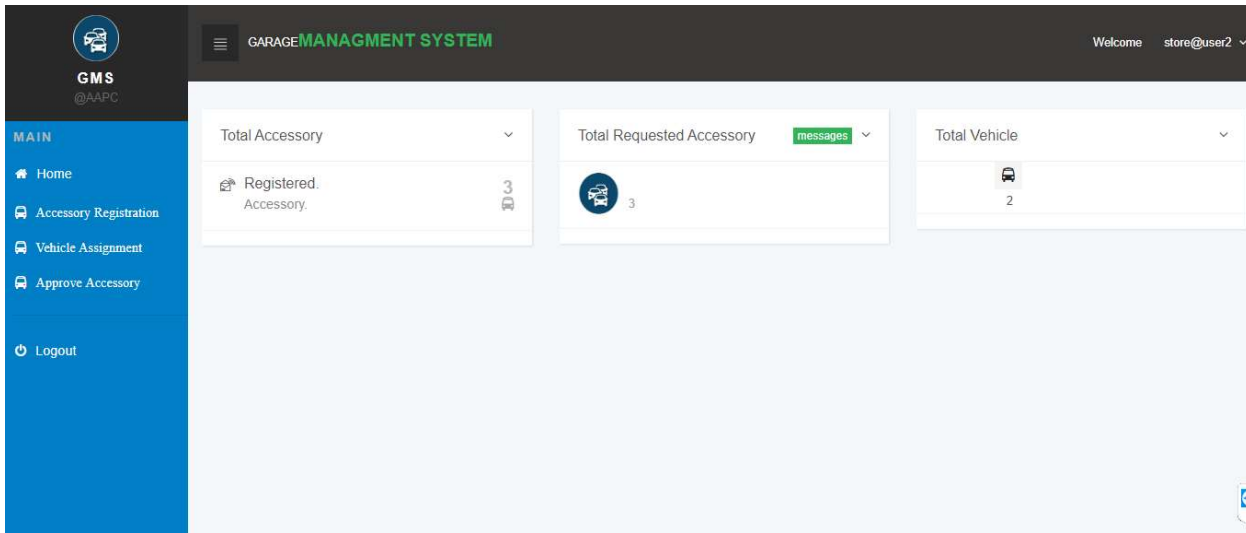 GMS
@AAPC
MAIN
Home
Accessory Registration
Vehicle Assignment
Approve Accessory
Logout
GARAGEMANAGMENT SYSTEM
Welcome store@user2
Total Accessory
Registered.
Accessory.
3
Total Requested Accessory messages
3
Total Vehicle
2